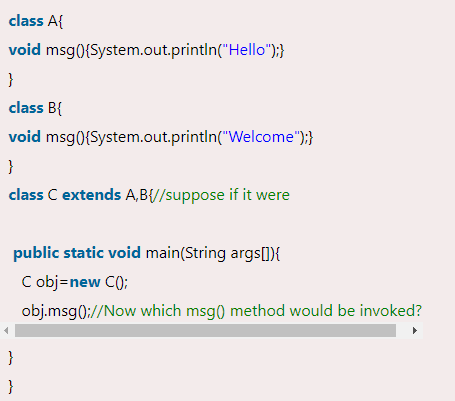 class A{
void msg(){System.out.println("Hello");}
}
class B{
void msg(){System.out.println("Welcome");}
}
class C extends A,B{//suppose if it were
public static void main(String args[]){
C obj=new C();
obj.msg();//Now which msg() method would be invoked?
}
}